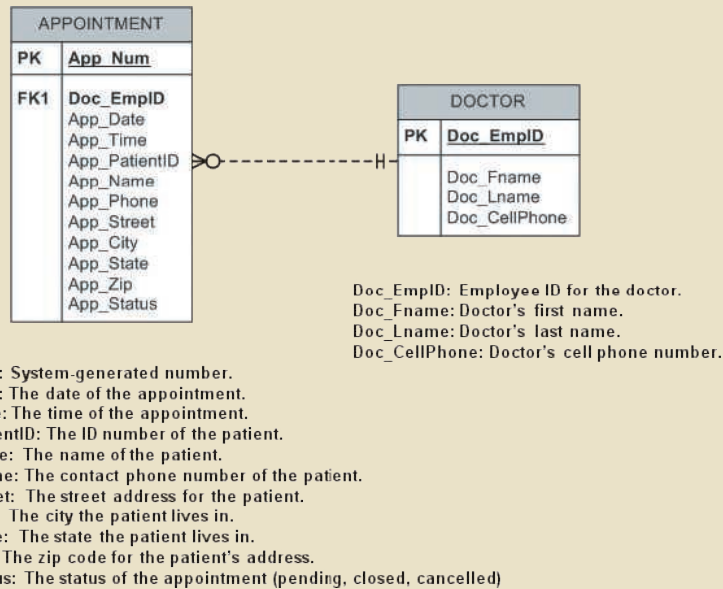 APPOINTMENT
PK App_Num
FK1 Doc_EmpID
App_Date
App_Time
App_PatientID
App_Name
App_Phone
App_Street
App_City
App_State
App_Zip
App_Status
DOCTOR
PK Doc_EmpID
Doc_Fname
Doc_Lname
Doc_CellPhone
Doc_EmpID: Employee ID for the doctor.
Doc_Fname: Doctor's first name.
Doc_Lname: Doctor's last name.
Doc_CellPhone: Doctor's cell phone number.
: System-generated number.
: The date of the appointment.
e: The time of the appointment.
entID: The ID number of the patient.
e: The name of the patient.
ne: The contact phone number of the patient.
et: The street address for the patient.
The city the patient lives in.
e: The state the patient lives in.
The zip code for the patient's address.
us: The status of the appointment (pending, closed, cancelled)